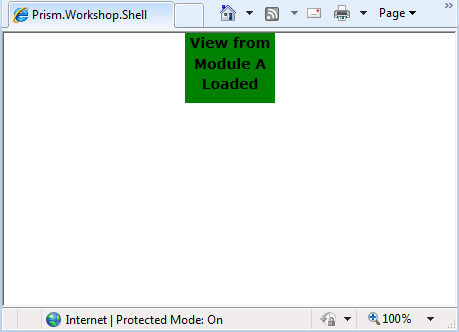 Prism.Workshop.Shell
Page
View from
Module A
Loaded
Internet | Protected Mode: On
100%